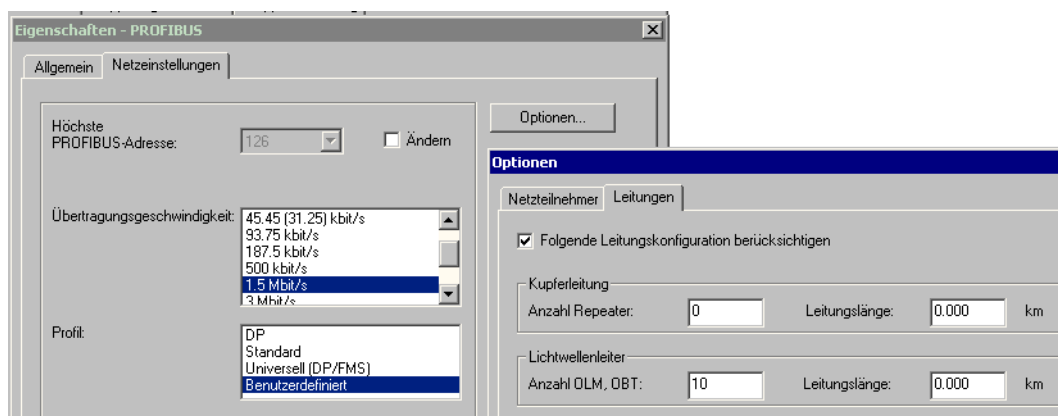 Eigenschaften - PROFIBUS
Allgemein
Netzeinstellungen
Höchste
PROFIBUS-Adresse:
126
Ändern
Optionen...
Übertragungsgeschwindigkeit:
45.45 (31.25) kbit/s
93.75 kbit/s
187.5 kbit/s
500 kbit/s
1.5 Mbit/s
3 Mbit/s
Profil:
DP
Standard
Universell (DP/FMS)
Benutzerdefiniert
Optionen
Netzteilnehmer
Leitungen
Folgende Leitungskonfiguration berücksichtigen
Kupferleitung
Anzahl Repeater:
0
Leitungslänge:
0.000
km
Lichtwellenleiter
Anzahl OLM, OBT:
10
Leitungslänge:
0.000
km